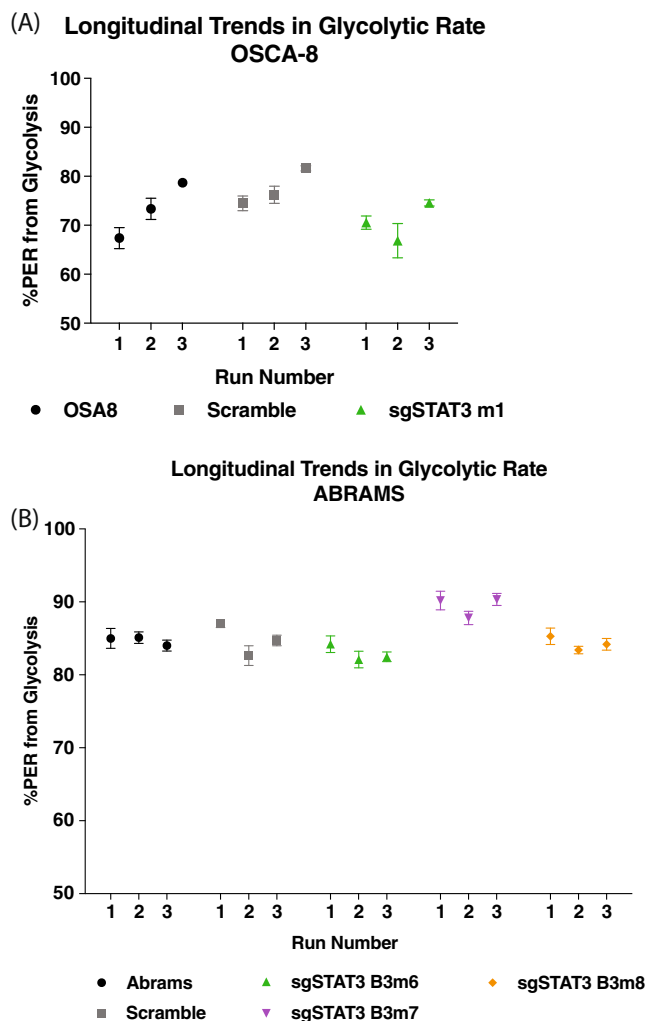 (A)
Longitudinal Trends in Glycolytic Rate
OSCA-8
%PER from Glycolysis
100
90
80
70
60
50
1 2 3 1 2 3 1 2 3
Run Number
OSA8 Scramble sgSTAT3 m1
Longitudinal Trends in Glycolytic Rate
ABRAMS
(B)
%PER from Glycolysis
100
90
80
70
60
50
1 2 3 1 2 3 1 2 3 1 2 3 1 2 3
Run Number
Abrams sgSTAT3 B3m6 sgSTAT3 B3m8
Scramble sgSTAT3 B3m7